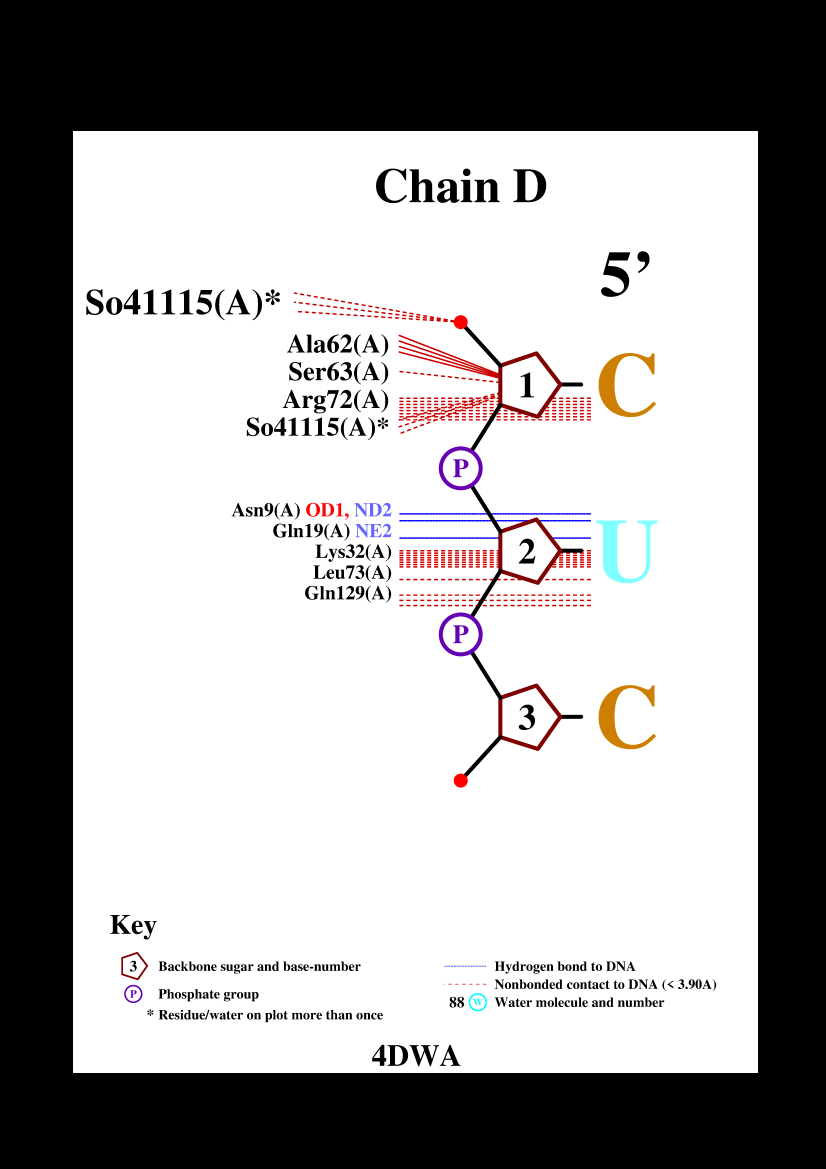 Chain D
5’
So41115(A)*
Ala62(A)
Ser63(A)
1 C
Arg72(A)
So41115(A)*
P
Asn9(A) OD1, ND2
Gln19(A) NE2
Lys32(A)
2 U
Leu73(A)
Gln129(A)
P
3 C
Key
3 Backbone sugar and base-number
P Phosphate group
* Residue/water on plot more than once
Hydrogen bond to DNA
Nonbonded contact to DNA (< 3.90A)
88 W Water molecule and number
4DWA